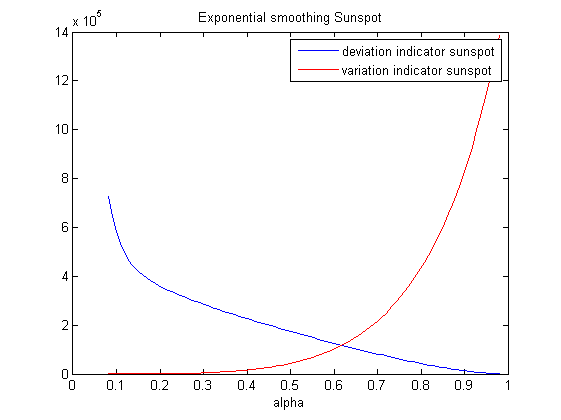 Exponential smoothing Sunspot
x 10^5
deviation indicator sunspot
variation indicator sunspot
14
12
10
8
6
4
2
0
0 0.1 0.2 0.3 0.4 0.5 0.6 0.7 0.8 0.9 1
alpha